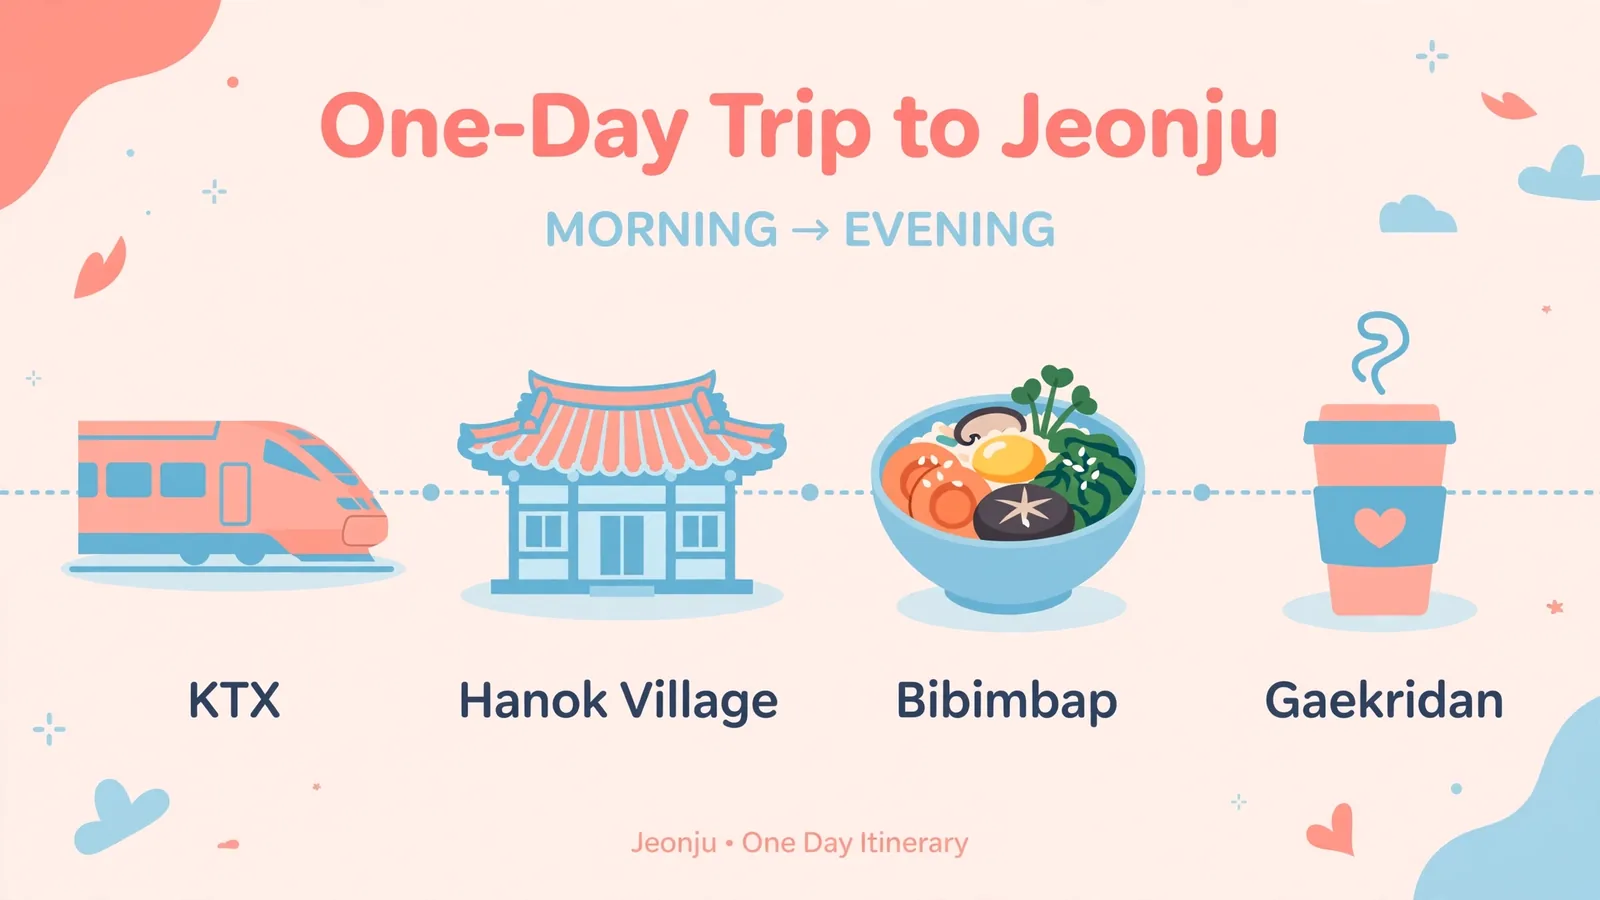 One-Day Trip to Jeonju
MORNING → EVENING
KTX
Hanok Village
Bibimbap
Gaekridan
Jeonju • One Day Itinerary